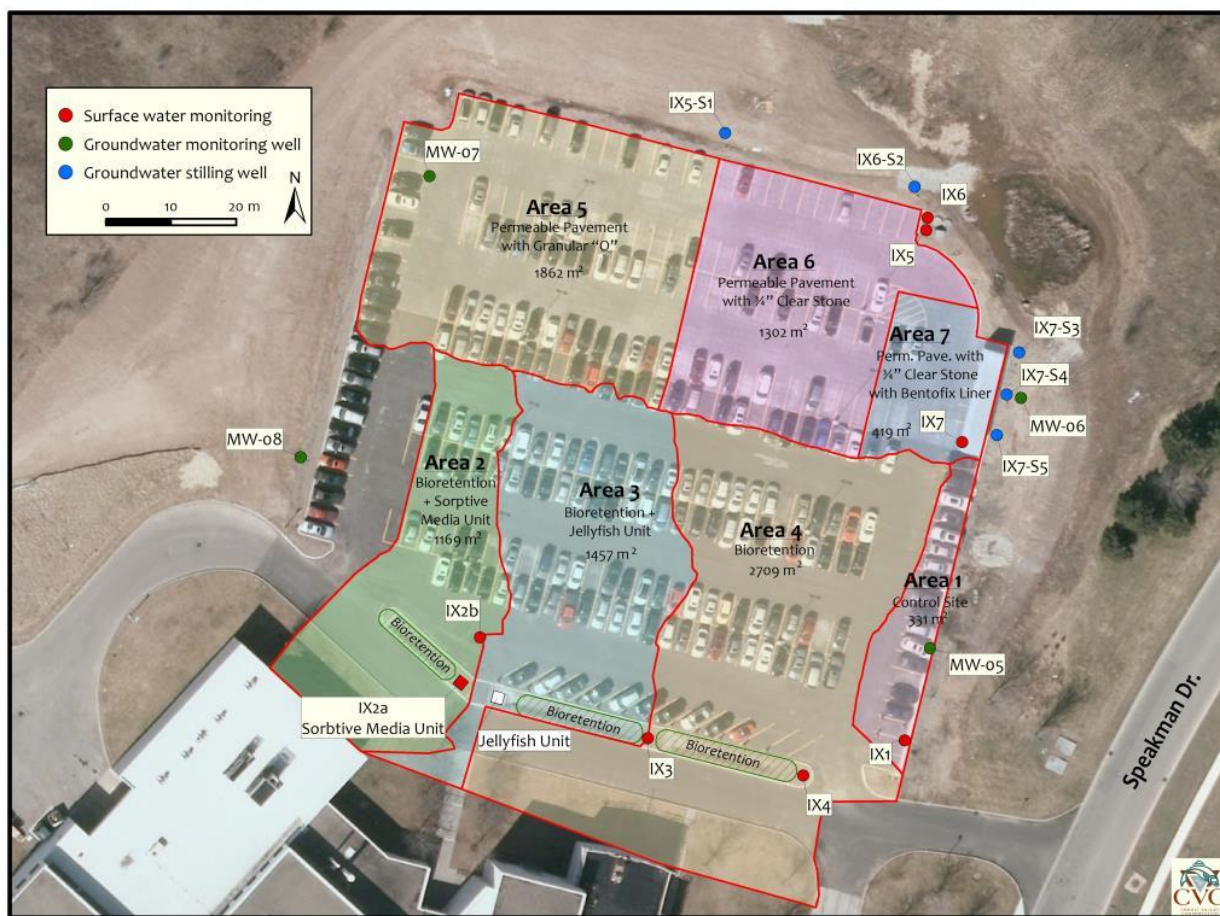 Surface water monitoring
Groundwater monitoring well
Groundwater stilling well
N
0 10 20 m
IX5-S1
MW-07
IX6-S2
IX6
IX5
Area 5
Permeable Pavement
with Granular “O”
1862 m²
Area 6
Permeable Pavement
with ¾” Clear Stone
1302 m²
Area 7
Perm. Pave. with
¾” Clear Stone
with Bentofix Liner
419 m²
IX7
IX7-S3
IX7-S4
MW-06
IX7-S5
MW-08
Area 2
Bioretention
+ Sorptive
Media Unit
1169 m²
Area 3
Bioretention +
Jellyfish Unit
1457 m²
Area 4
Bioretention
2709 m²
Area 1
Control Site
331 m²
IX2b
Bioretention
MW-05
IX2a
Sorbtive Media Unit
Jellyfish Unit
Bioretention
Bioretention
IX3
IX4
IX1
Speakman Dr.
CVC